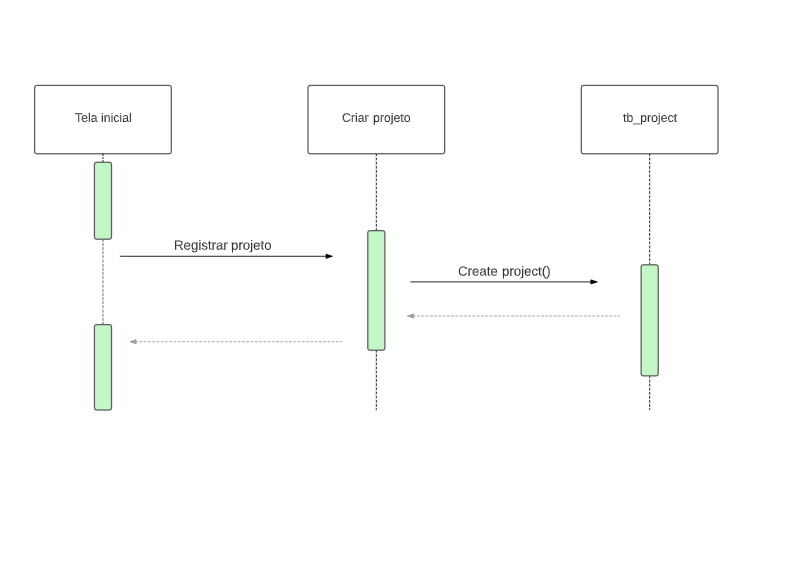 Tela inicial
Criar projeto
tb_project
Registrar projeto
Create project()